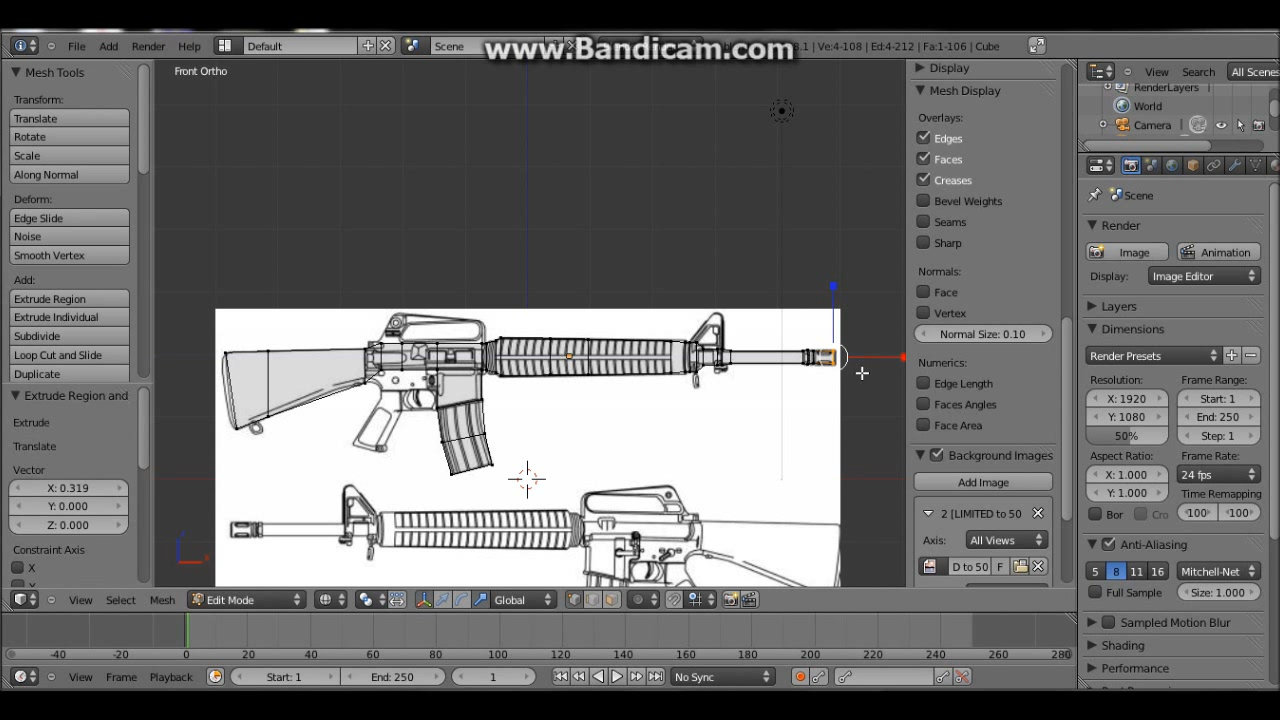 www.Bandicam.com
File Add Render Help Default Scene 3.1 | Ve:4-108 | Ed:4-212 | Fa:1-106 | Cube
Mesh Tools
Transform:
Translate
Rotate
Scale
Along Normal
Deform:
Edge Slide
Noise
Smooth Vertex
Add:
Extrude Region
Extrude Individual
Subdivide
Loop Cut and Slide
Duplicate
Extrude Region and
Extrude
Translate
Vector
X: 0.319
Y: 0.000
Z: 0.000
Constraint Axis
X
Front Ortho
Display
Mesh Display
Overlays:
Edges
Faces
Creases
Bevel Weights
Seams
Sharp
Normals:
Face
Vertex
Normal Size: 0.10
Numerics:
Edge Length
Faces Angles
Face Area
Background Images
Add Image
2 [LIMITED to 50
Axis: All Views
D to 50 F
View Search All Scenes
RenderLayers
World
Camera
Scene
Render
Image Animation
Display: Image Editor
Layers
Dimensions
Render Presets
Resolution: Frame Range:
X: 1920 Start: 1
Y: 1080 End: 250
50% Step: 1
Aspect Ratio: Frame Rate:
X: 1.000 24 fps
Y: 1.000 Time Remapping
Bor Cro 100 100
Anti-Aliasing
5 8 11 16 Mitchell-Net
Full Sample Size: 1.000
Sampled Motion Blur
Shading
Performance
View Select Mesh Edit Mode Global
-40 -20 0 20 40 60 80 100 120 140 160 180 200 220 240 260 280
View Frame Playback Start: 1 End: 250 1 No Sync